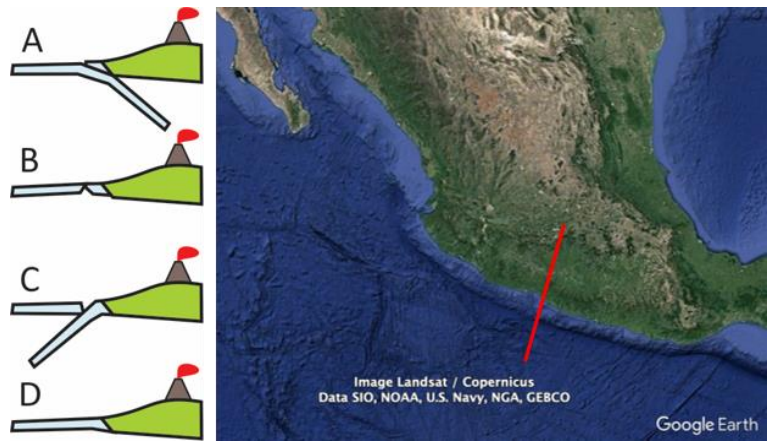 A
B
C
D
Image Landsat / Copernicus
Data SIO, NOAA, U.S. Navy, NGA, GEBCO
Google Earth